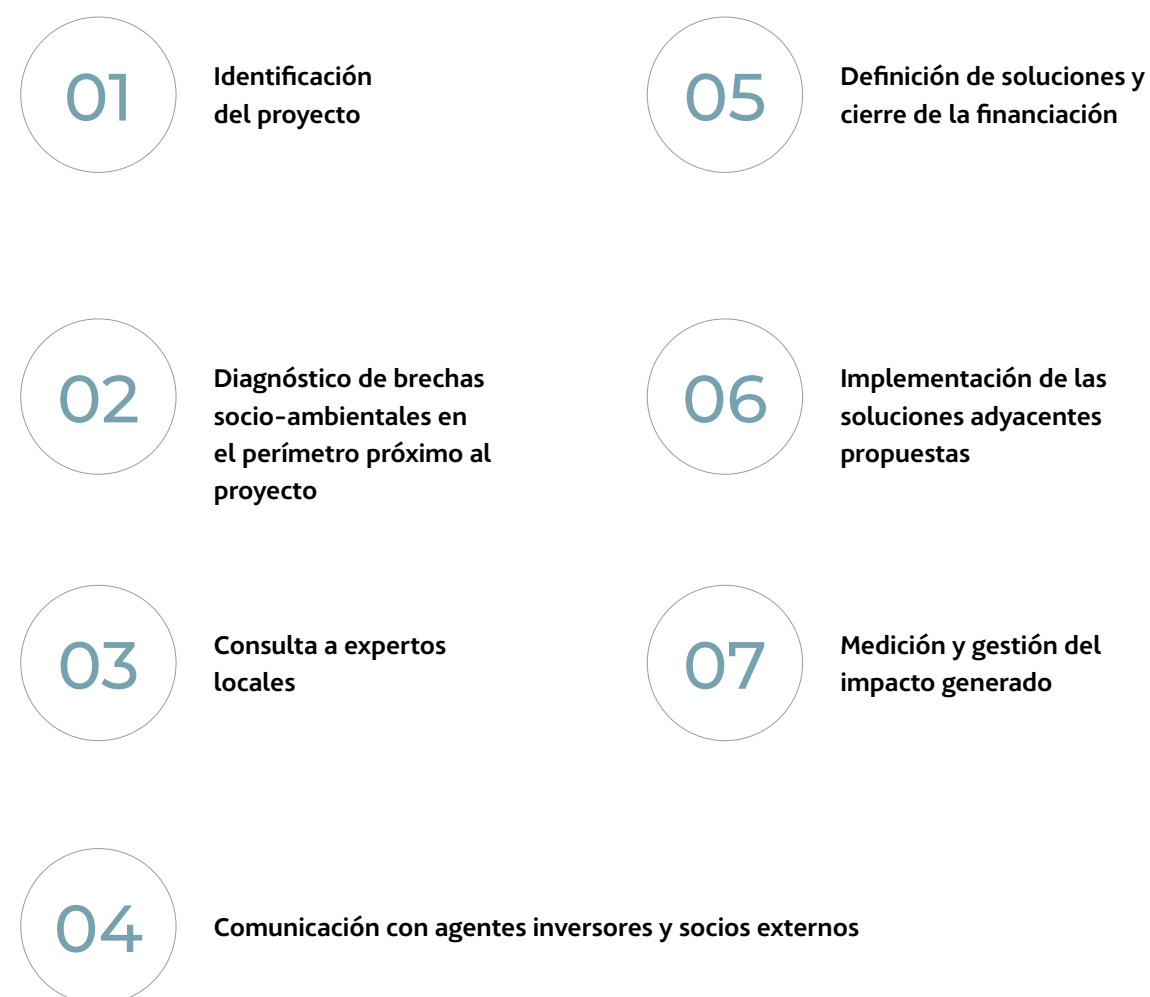 01
Identificación
del proyecto
02
Diagnóstico de brechas
socio-ambientales en
el perímetro próximo al
proyecto
03
Consulta a expertos
locales
04
Comunicación con agentes inversores y socios externos
05
Definición de soluciones y
cierre de la financiación
06
Implementación de las
soluciones adyacentes
propuestas
07
Medición y gestión del
impacto generado